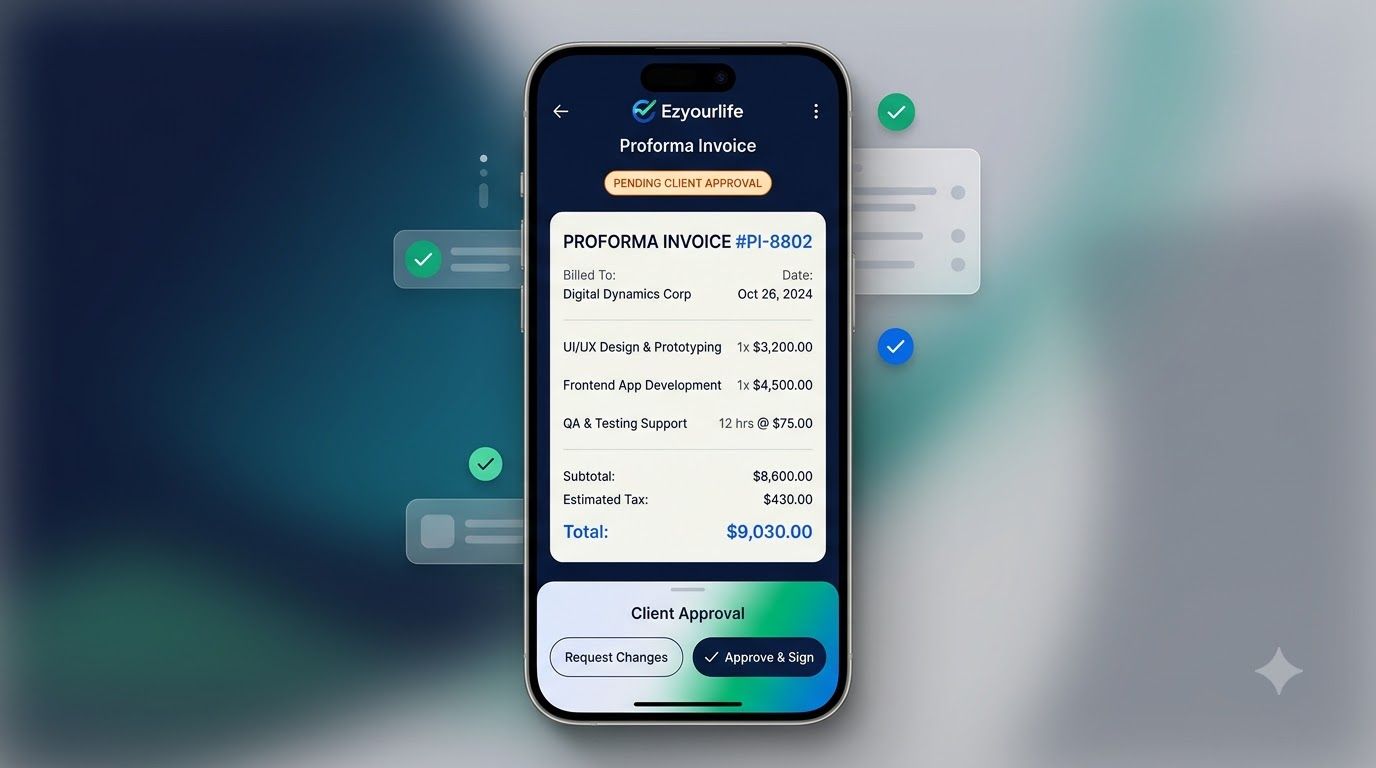 Ezyourlife
Proforma Invoice
PENDING CLIENT APPROVAL
PROFORMA INVOICE #PI-8802
Billed To: Date:
Digital Dynamics Corp Oct 26, 2024
UI/UX Design & Prototyping 1x $3,200.00
Frontend App Development 1x $4,500.00
QA & Testing Support 12 hrs @ $75.00
Subtotal: $8,600.00
Estimated Tax: $430.00
Total: $9,030.00
Client Approval
Request Changes Approve & Sign